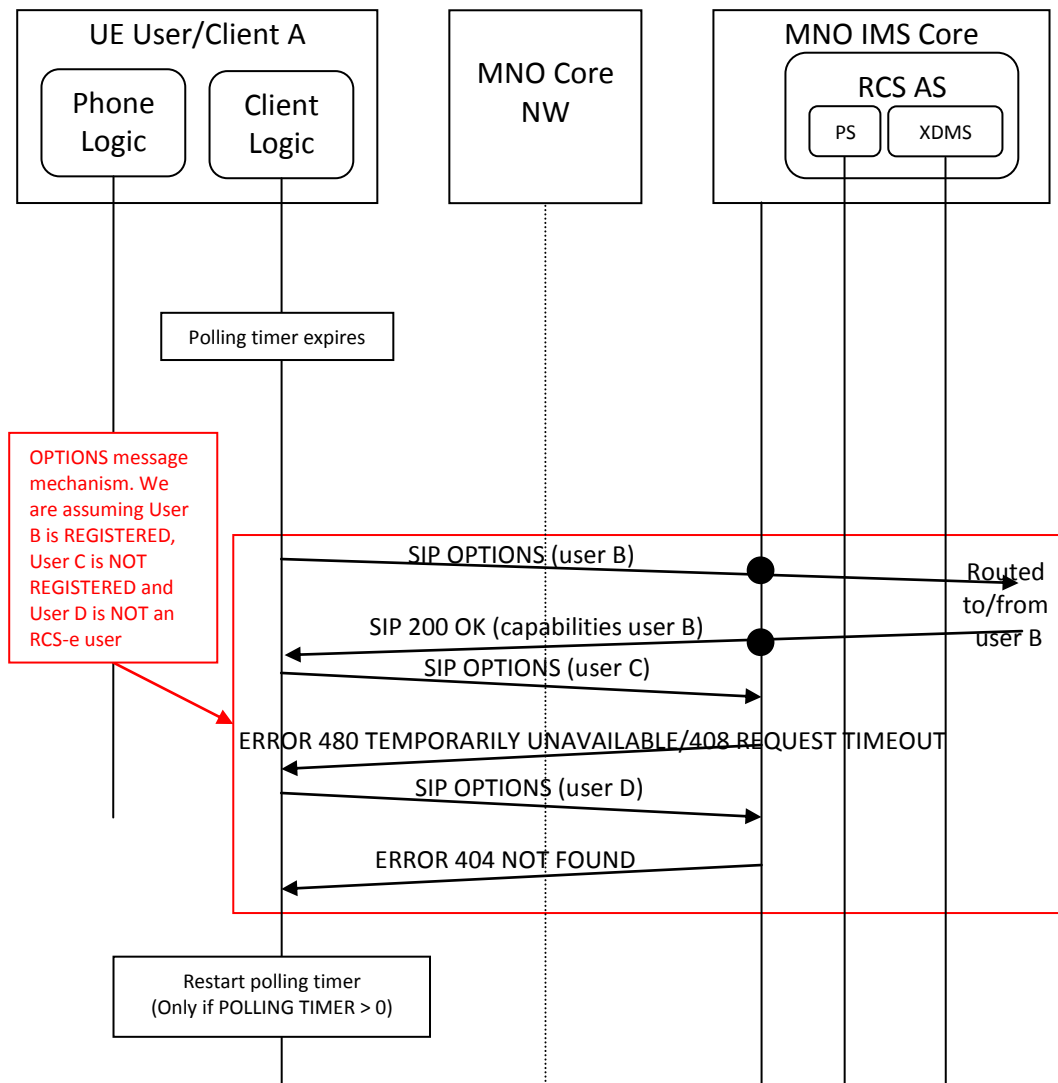 UE User/Client A
Phone
Logic
Client
Logic
MNO Core
NW
MNO IMS Core
RCS AS
PS
XDMS
Polling timer expires
OPTIONS message
mechanism. We
are assuming User
B is REGISTERED,
User C is NOT
REGISTERED and
User D is NOT an
RCS-e user
SIP OPTIONS (user B)
Routed
to/from
user B
SIP 200 OK (capabilities user B)
SIP OPTIONS (user C)
ERROR 480 TEMPORARILY UNAVAILABLE/408 REQUEST TIMEOUT
SIP OPTIONS (user D)
ERROR 404 NOT FOUND
Restart polling timer
(Only if POLLING TIMER > 0)